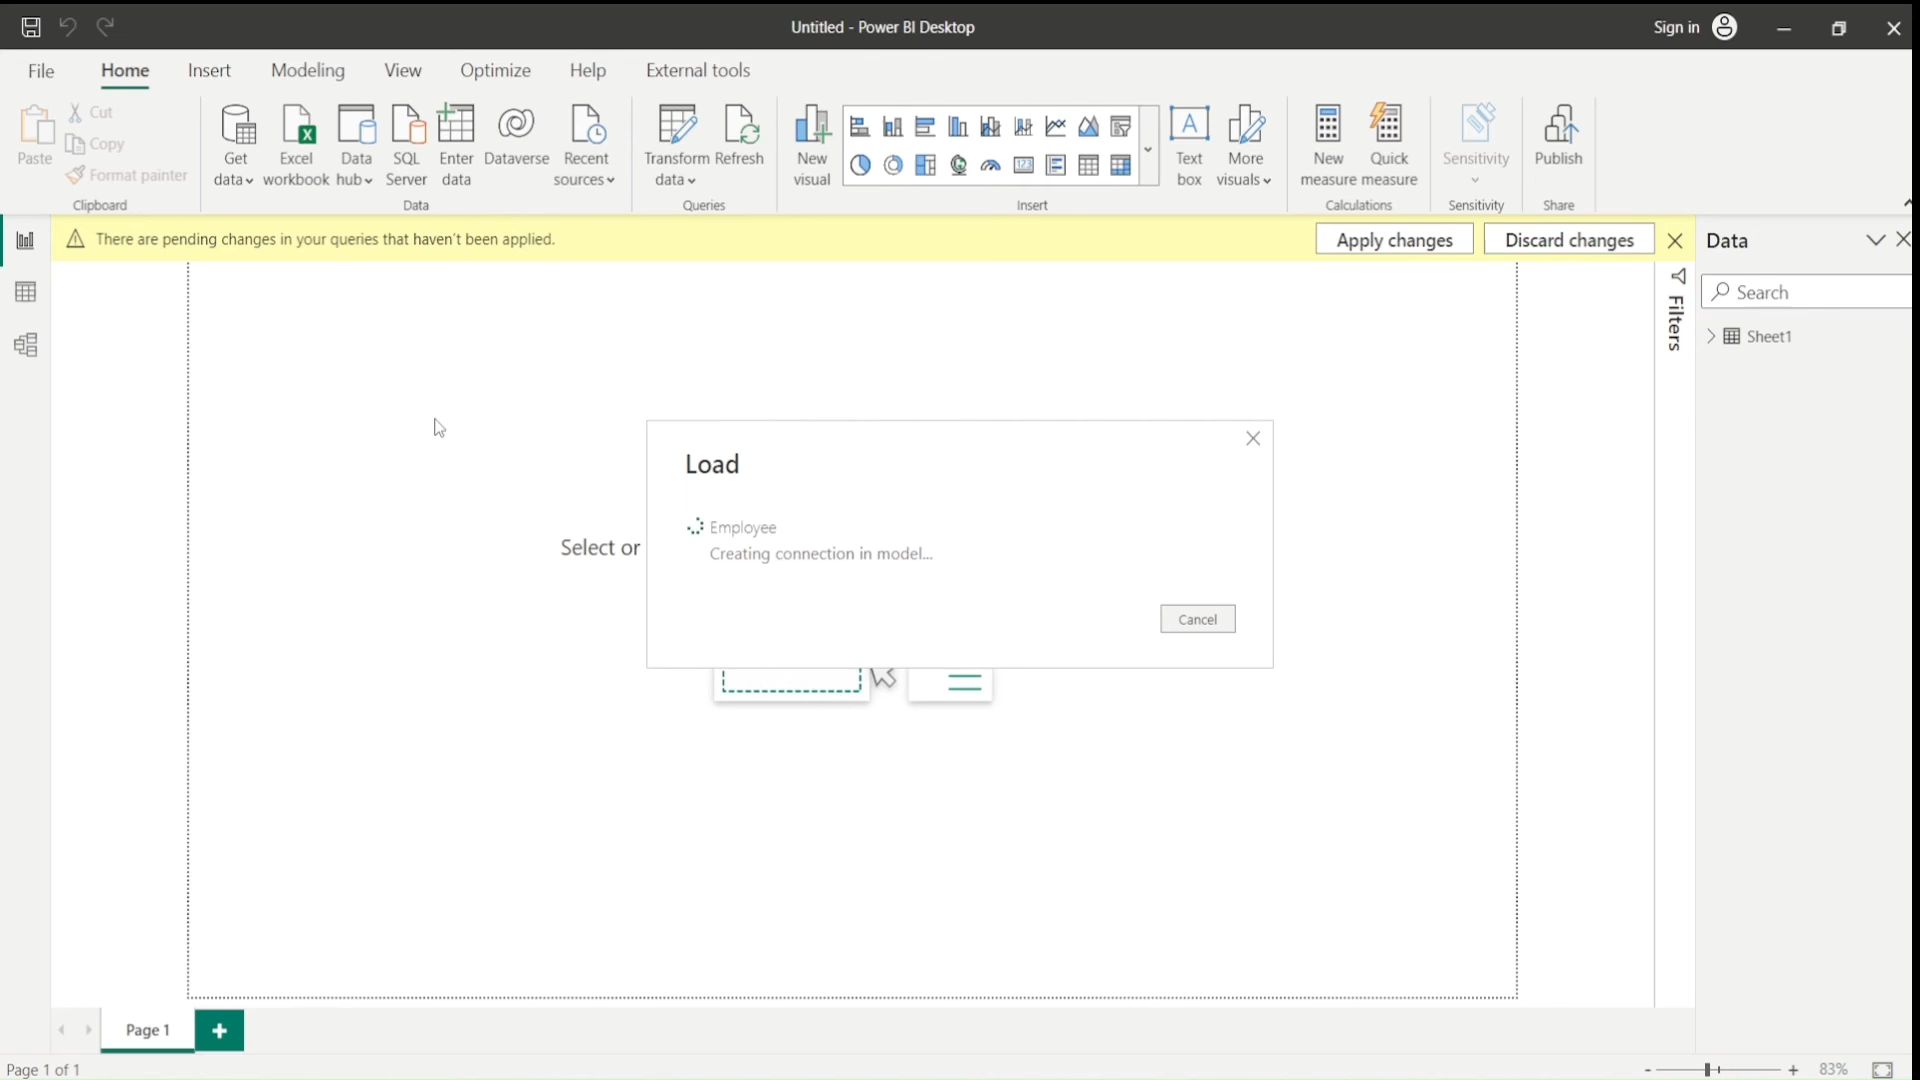 Untitled - Power BI Desktop
Sign in
File Home Insert Modeling View Optimize Help External tools
Paste
Cut
Copy
Format painter
Clipboard
Get data
Excel workbook
Data hub
SQL Server
Enter data
Dataverse
Recent sources
Data
Transform data
Refresh
Queries
New visual
123
A
Text box
More visuals
Insert
New measure
Quick measure
Calculations
Sensitivity
Sensitivity
Publish
Share
There are pending changes in your queries that haven't been applied.
Apply changes
Discard changes
Data
Search
Sheet1
Filters
Select or
Load
Employee
Creating connection in model...
Cancel
Page 1
Page 1 of 1
83%